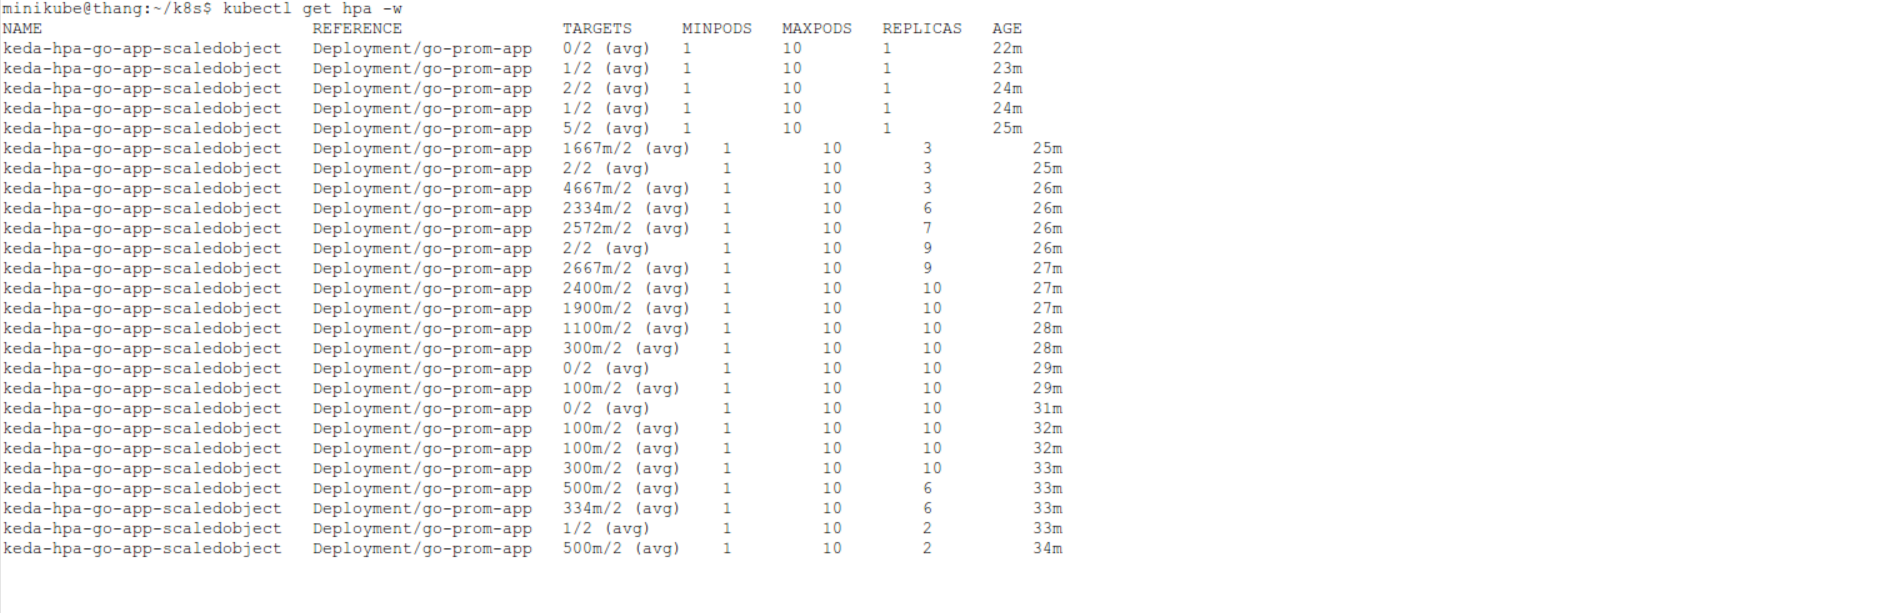 minikube@thang:~/k8s$ kubectl get hpa -w
NAME REFERENCE TARGETS MINPODS MAXPODS REPLICAS AGE
keda-hpa-go-app-scaledobject Deployment/go-prom-app 0/2 (avg) 1 10 1 22m
keda-hpa-go-app-scaledobject Deployment/go-prom-app 1/2 (avg) 1 10 1 23m
keda-hpa-go-app-scaledobject Deployment/go-prom-app 2/2 (avg) 1 10 1 24m
keda-hpa-go-app-scaledobject Deployment/go-prom-app 1/2 (avg) 1 10 1 24m
keda-hpa-go-app-scaledobject Deployment/go-prom-app 5/2 (avg) 1 10 1 25m
keda-hpa-go-app-scaledobject Deployment/go-prom-app 1667m/2 (avg) 1 10 3 25m
keda-hpa-go-app-scaledobject Deployment/go-prom-app 2/2 (avg) 1 10 3 25m
keda-hpa-go-app-scaledobject Deployment/go-prom-app 4667m/2 (avg) 1 10 3 26m
keda-hpa-go-app-scaledobject Deployment/go-prom-app 2334m/2 (avg) 1 10 6 26m
keda-hpa-go-app-scaledobject Deployment/go-prom-app 2572m/2 (avg) 1 10 7 26m
keda-hpa-go-app-scaledobject Deployment/go-prom-app 2/2 (avg) 1 10 9 26m
keda-hpa-go-app-scaledobject Deployment/go-prom-app 2667m/2 (avg) 1 10 9 27m
keda-hpa-go-app-scaledobject Deployment/go-prom-app 2400m/2 (avg) 1 10 10 27m
keda-hpa-go-app-scaledobject Deployment/go-prom-app 1900m/2 (avg) 1 10 10 27m
keda-hpa-go-app-scaledobject Deployment/go-prom-app 1100m/2 (avg) 1 10 10 28m
keda-hpa-go-app-scaledobject Deployment/go-prom-app 300m/2 (avg) 1 10 10 28m
keda-hpa-go-app-scaledobject Deployment/go-prom-app 0/2 (avg) 1 10 10 29m
keda-hpa-go-app-scaledobject Deployment/go-prom-app 100m/2 (avg) 1 10 10 29m
keda-hpa-go-app-scaledobject Deployment/go-prom-app 0/2 (avg) 1 10 10 31m
keda-hpa-go-app-scaledobject Deployment/go-prom-app 100m/2 (avg) 1 10 10 32m
keda-hpa-go-app-scaledobject Deployment/go-prom-app 100m/2 (avg) 1 10 10 32m
keda-hpa-go-app-scaledobject Deployment/go-prom-app 300m/2 (avg) 1 10 10 33m
keda-hpa-go-app-scaledobject Deployment/go-prom-app 500m/2 (avg) 1 10 6 33m
keda-hpa-go-app-scaledobject Deployment/go-prom-app 334m/2 (avg) 1 10 6 33m
keda-hpa-go-app-scaledobject Deployment/go-prom-app 1/2 (avg) 1 10 2 33m
keda-hpa-go-app-scaledobject Deployment/go-prom-app 500m/2 (avg) 1 10 2 34m